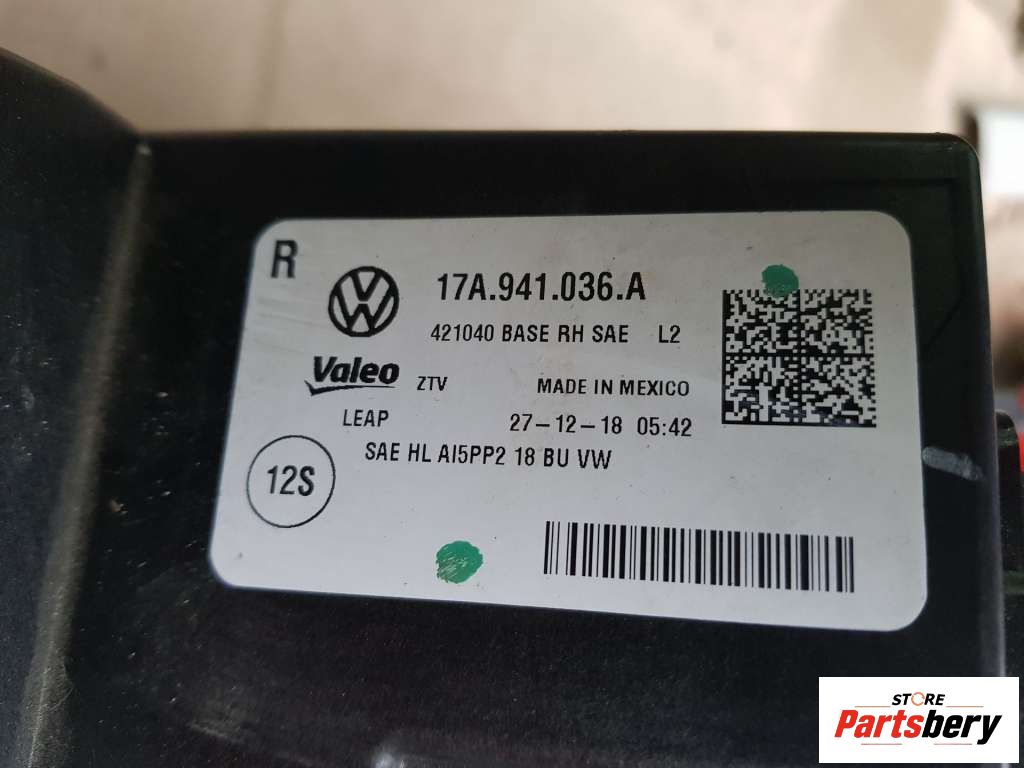 R
17A.941.036.A
421040 BASE RH SAE L2
Valeo ZTV MADE IN MEXICO
LEAP 27-12-18 05:42
SAE HL AI5PP2 18 BU VW
12S
STORE
Partsbery